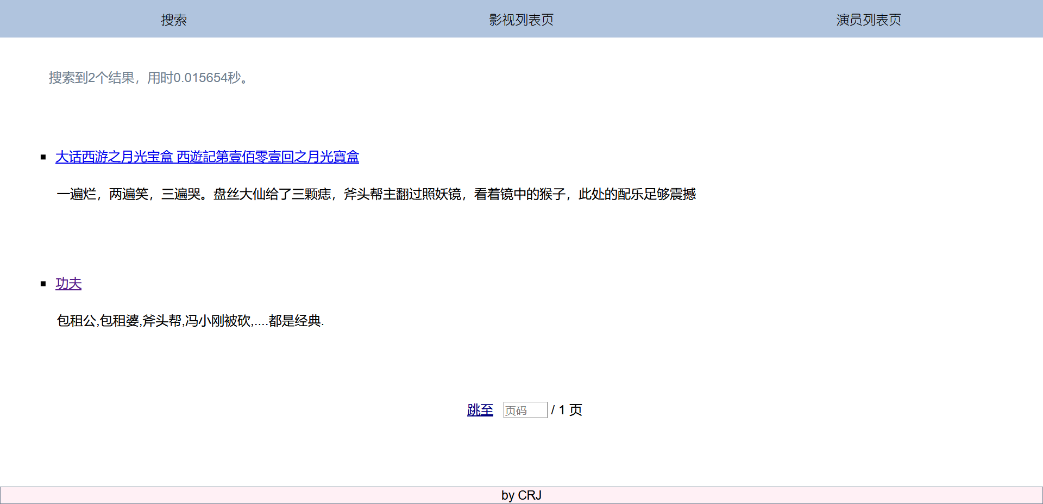 搜索 影视列表页 演员列表页
搜索到2个结果，用时0.015654秒。
大话西游之月光宝盒 西遊記第壹佰零壹回之月光寶盒
一遍烂，两遍笑，三遍哭。盘丝大仙给了三颗痣，斧头帮主翻过照妖镜，看着镜中的猴子，此处的配乐足够震撼
功夫
包租公,包租婆,斧头帮,冯小刚被砍,....都是经典.
跳至 页码 / 1 页
by CRJ